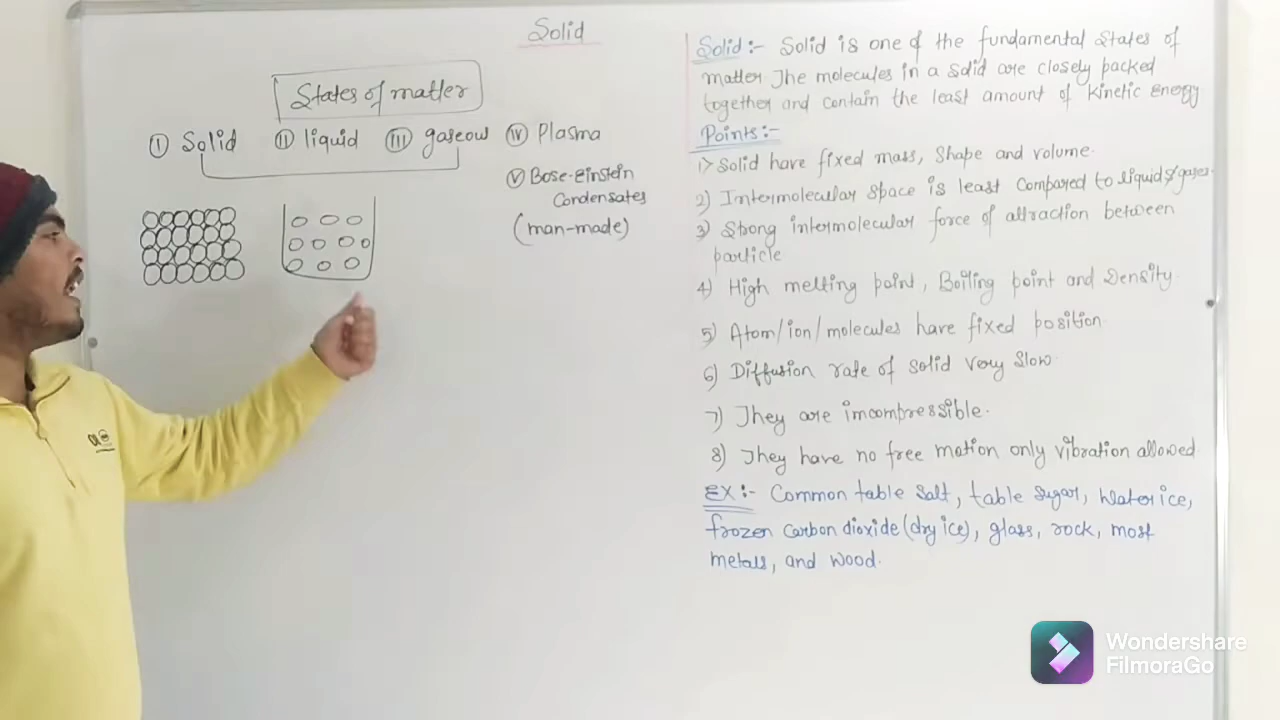 Solid
States of matter
I Solid II liquid III gaseous IV Plasma
V Bose-Einstein
Condensates
(man-made)
Solid :- Solid is one of the fundamental States of
matter. The molecules in a solid are closely packed
together and contain the least amount of Kinetic Energy
Points :-
1) Solid have fixed mass, Shape and volume.
2) Intermolecular space is least compared to liquids/gases.
3) Strong intermolecular force of attraction between
particle
4) High melting point, Boiling point and Density.
5) Atom/ion/molecules have fixed position.
6) Diffusion rate of solid very slow.
7) They are incompressible.
8) They have no free motion only vibration allowed
EX :- Common table Salt, table Sugar, Water ice,
frozen carbon dioxide (dry ice), glass, rock, most
metals, and wood.
Wondershare
FilmoraGo